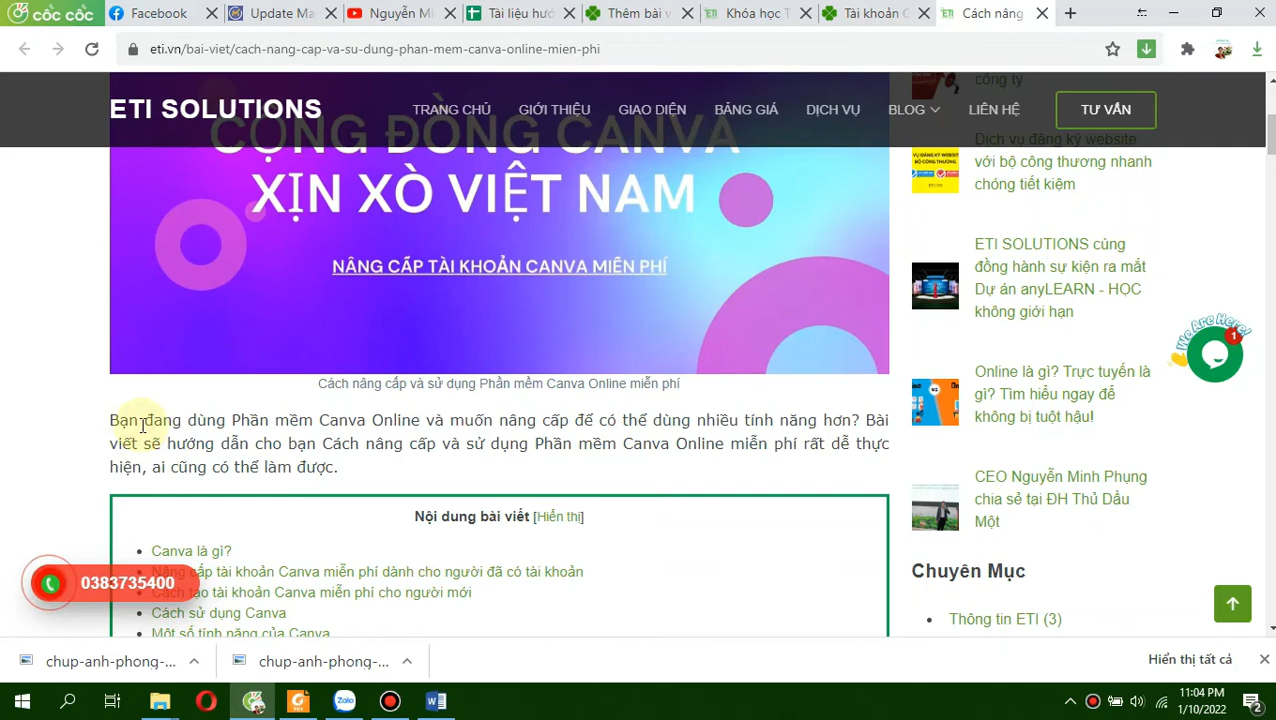 cốc cốc
Facebook
Update Ma
Nguyễn Mi
Tài liệu hư
Thêm bài v
Khóa học T
Tài khoản C
Cách nâng
eti.vn/bai-viet/cach-nang-cap-va-su-dung-phan-mem-canva-online-mien-phi
ETI SOLUTIONS
TRANG CHỦ GIỚI THIỆU GIAO DIỆN BẢNG GIÁ DỊCH VỤ BLOG LIÊN HỆ TƯ VẤN
CỘNG ĐỒNG CANVA
XỊN XÒ VIỆT NAM
NÂNG CẤP TÀI KHOẢN CANVA MIỄN PHÍ
Cách nâng cấp và sử dụng Phần mềm Canva Online miễn phí
Bạn đang dùng Phần mềm Canva Online và muốn nâng cấp để có thể dùng nhiều tính năng hơn? Bài
viết sẽ hướng dẫn cho bạn Cách nâng cấp và sử dụng Phần mềm Canva Online miễn phí rất dễ thực
hiện, ai cũng có thể làm được.
Nội dung bài viết [Hiển thị]
Canva là gì?
Nâng cấp tài khoản Canva miễn phí dành cho người đã có tài khoản
Cách tạo tài khoản Canva miễn phí cho người mới
Cách sử dụng Canva
Một số tính năng của Canva
0383735400
công ty
Dịch vụ đăng ký website
với bộ công thương nhanh
chóng tiết kiệm
ETI SOLUTIONS cùng
đồng hành sự kiện ra mắt
Dự án anyLEARN - HỌC
không giới hạn
We Are Here!
1
Online là gì? Trực tuyến là
gì? Tìm hiểu ngay để
không bị tuột hậu!
CEO Nguyễn Minh Phụng
chia sẻ tại ĐH Thủ Dầu
Một
Chuyên Mục
Thông tin ETI (3)
chup-anh-phong-...
chup-anh-phong-...
Hiển thị tất cả
11:04 PM
1/10/2022
2